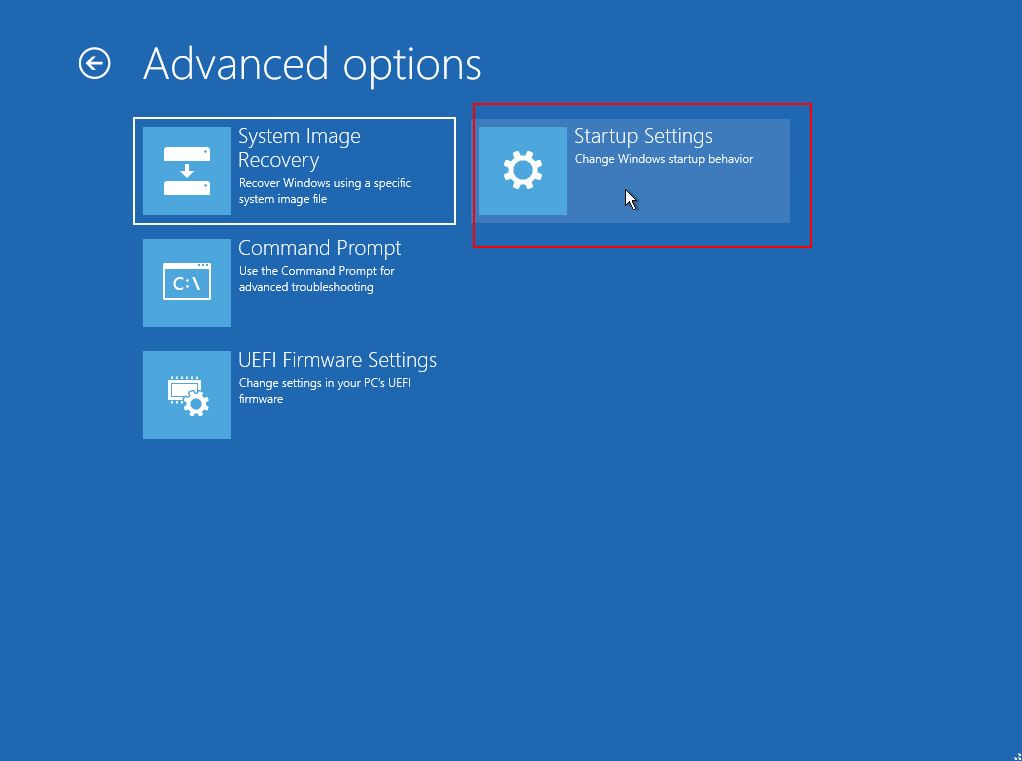 Advanced options
System Image
Recovery
Recover Windows using a specific
system image file
Startup Settings
Change Windows startup behavior
C:\
Command Prompt
Use the Command Prompt for
advanced troubleshooting
UEFI Firmware Settings
Change settings in your PC's UEFI
firmware